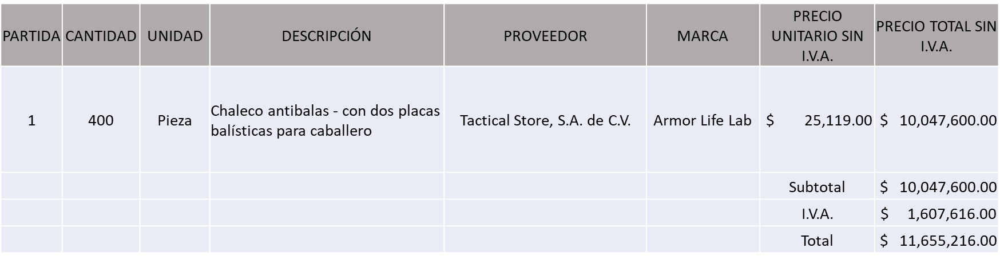 PARTIDA CANTIDAD UNIDAD DESCRIPCIÓN PROVEEDOR MARCA PRECIO UNITARIO SIN I.V.A. PRECIO TOTAL SIN I.V.A.
1 400 Pieza Chaleco antibalas - con dos placas balísticas para caballero Tactical Store, S.A. de C.V. Armor Life Lab $ 25,119.00 $ 10,047,600.00
Subtotal $ 10,047,600.00
I.V.A. $ 1,607,616.00
Total $ 11,655,216.00